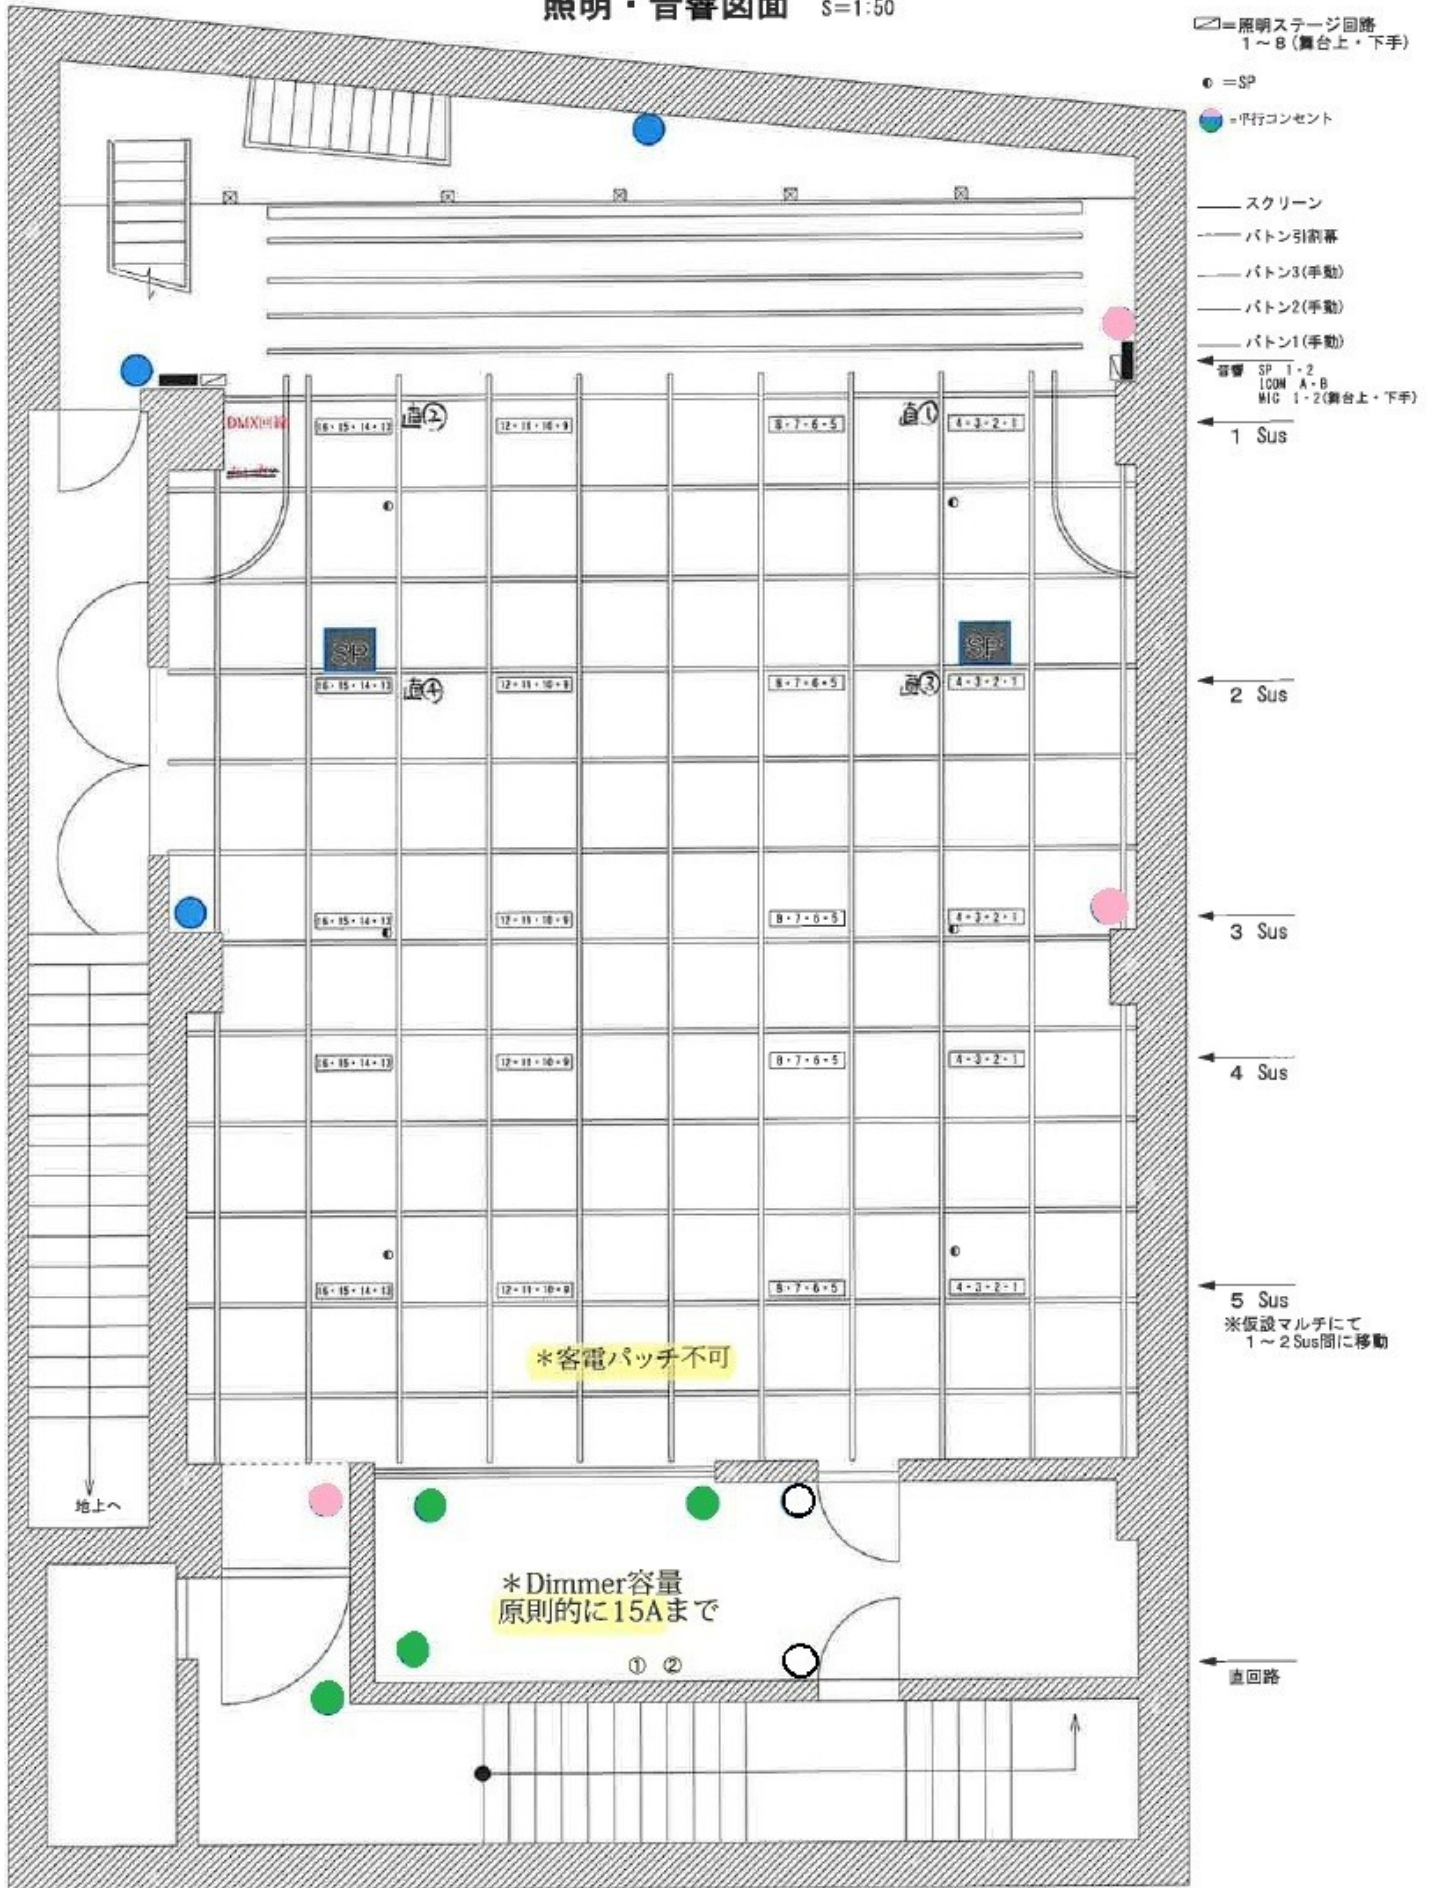 照明・音響図面 S=1:50
=照明ステージ回路
1～8(舞台上・下手)
=SP
=平行コンセント
スクリーン
バトン引割幕
バトン3(手動)
バトン2(手動)
バトン1(手動)
音響 SP 1・2
ICOM A・B
MIC 1・2(舞台上・下手)
DMX回線
16・15・14・13 直② 12・11・10・9 8・7・6・5 直① 4・3・2・1
1 Sus
SP SP
16・15・14・13 直④ 12・11・10・9 8・7・6・5 直③ 4・3・2・1
2 Sus
16・15・14・13 12・11・10・9 8・7・6・5 4・3・2・1
3 Sus
16・15・14・13 12・11・10・9 8・7・6・5 4・3・2・1
4 Sus
16・15・14・13 12・11・10・9 8・7・6・5 4・3・2・1
5 Sus
※仮設マルチにて
1～2Sus間に移動
＊客電パッチ不可
地上へ
＊Dimmer容量
原則的に15Aまで
① ②
直回路